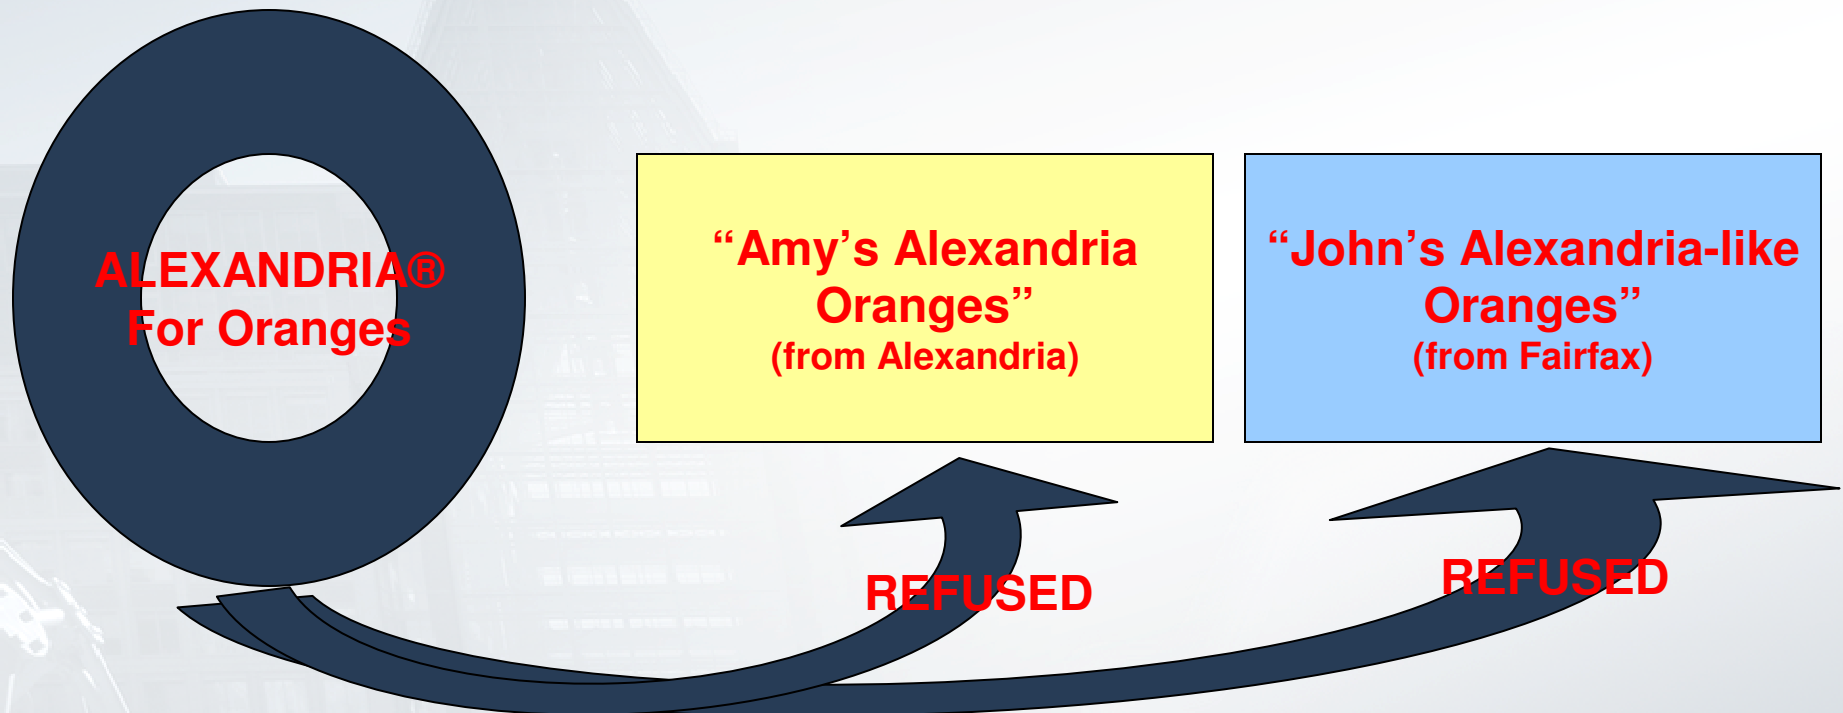 ALEXANDRIA®
For Oranges
“Amy’s Alexandria
Oranges”
(from Alexandria)
“John’s Alexandria-like
Oranges”
(from Fairfax)
REFUSED
REFUSED